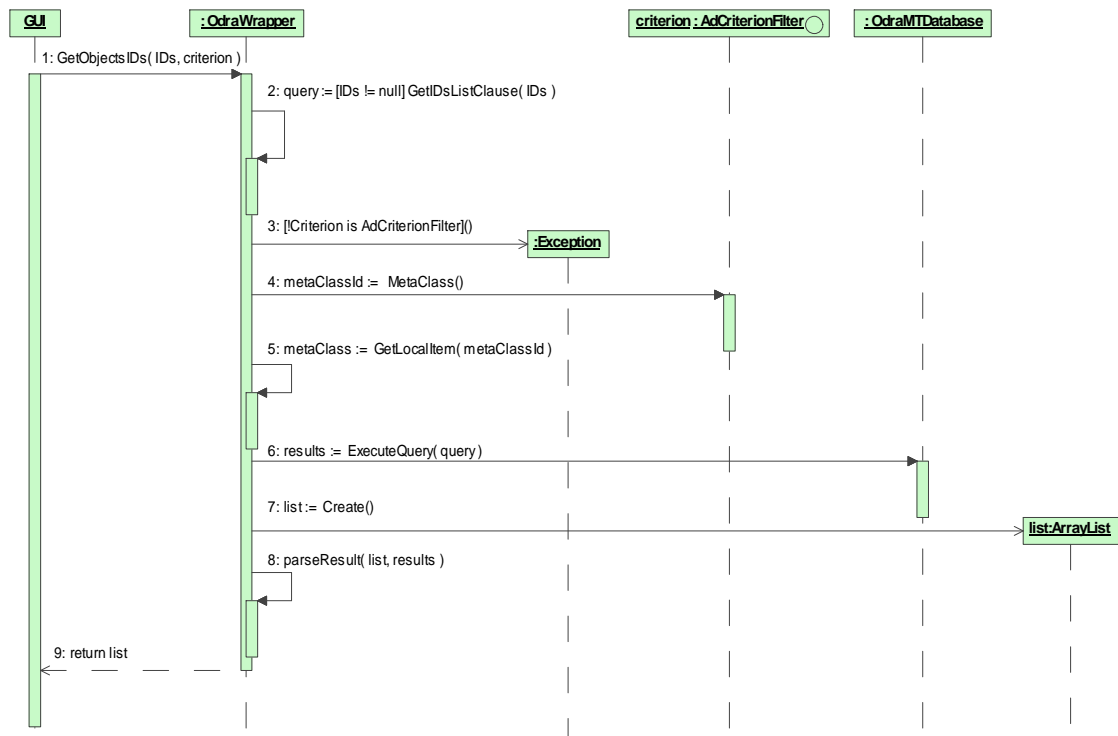 GUI
: OdraWrapper
criterion : AdCriterionFilter
: OdraMTDatabase
1: GetObjectsIDs( IDs, criterion )
2: query := [IDs != null] GetIDsListClause( IDs )
3: [!Criterion is AdCriterionFilter]()
:Exception
4: metaClassId := MetaClass()
5: metaClass := GetLocalItem( metaClassId )
6: results := ExecuteQuery( query )
7: list := Create()
list:ArrayList
8: parseResult( list, results )
9: return list